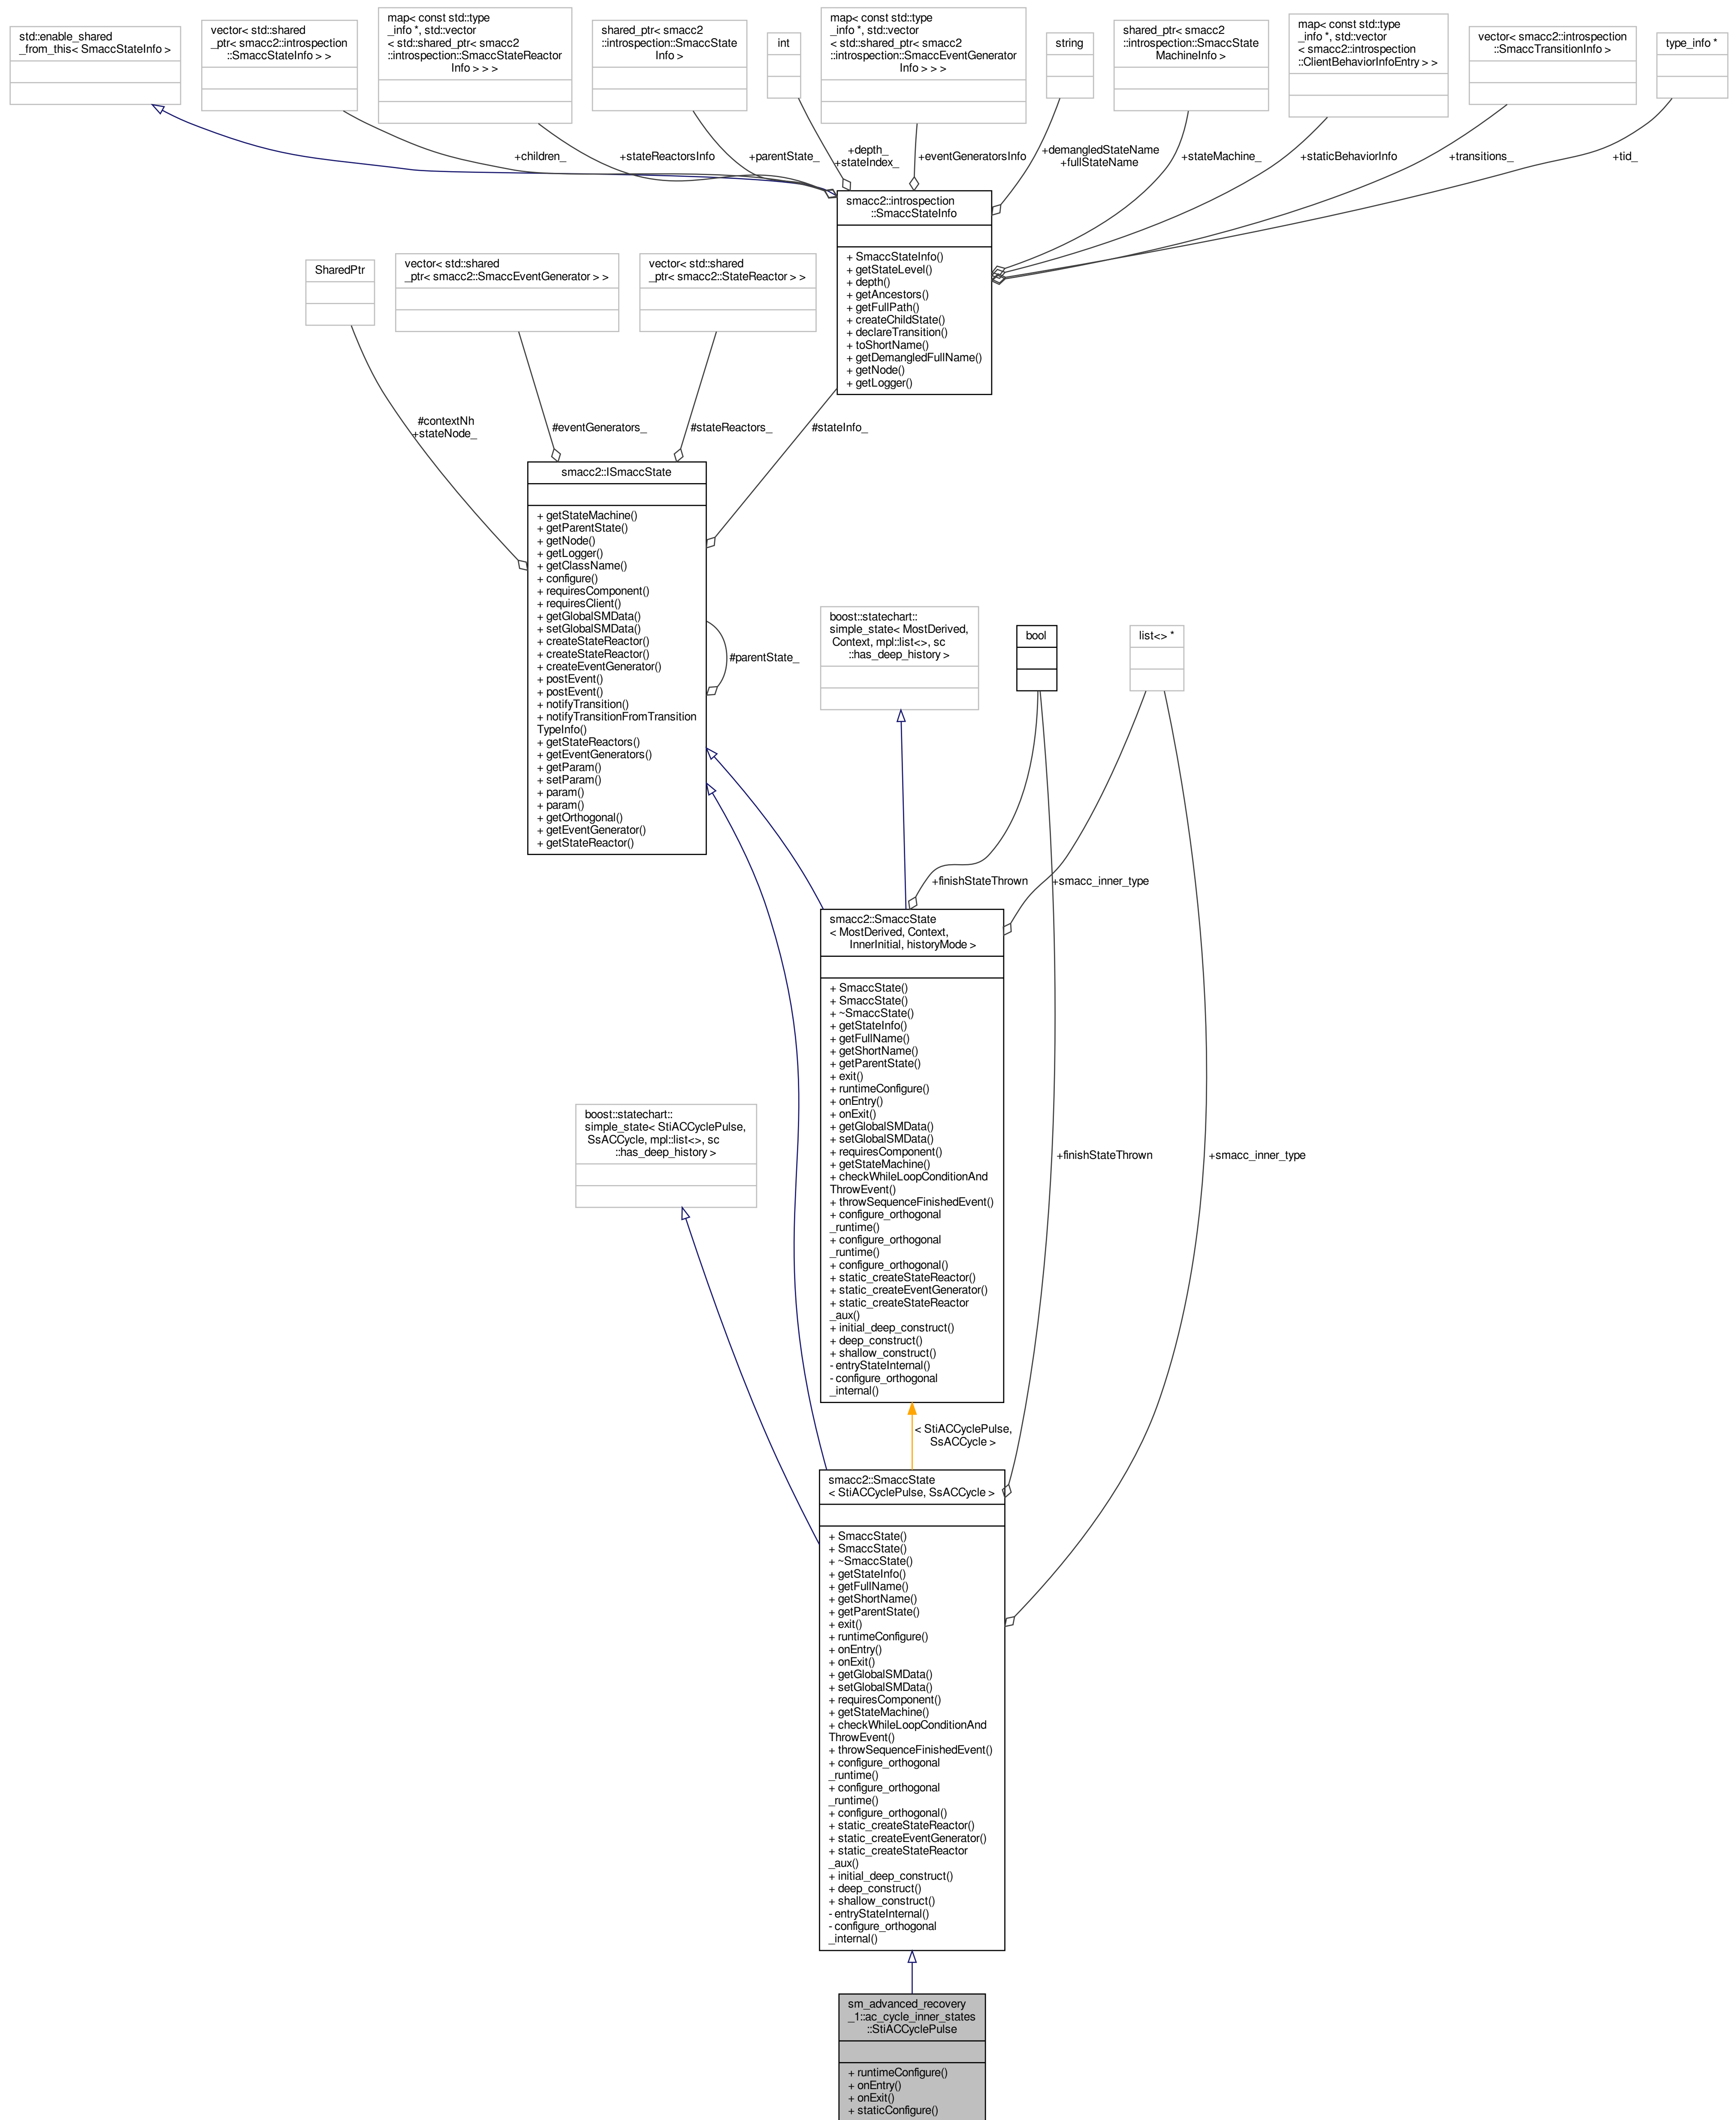 std::enable_shared
_from_this< SmaccStateInfo >
vector< std::shared
_ptr< smacc2::introspection
::SmaccStateInfo > >
map< const std::type
_info *, std::vector
< std::shared_ptr< smacc2
::introspection::SmaccStateReactor
Info > > >
shared_ptr< smacc2
::introspection::SmaccState
Info >
int
map< const std::type
_info *, std::vector
< std::shared_ptr< smacc2
::introspection::SmaccEventGenerator
Info > > >
string
shared_ptr< smacc2
::introspection::SmaccState
MachineInfo >
map< const std::type
_info *, std::vector
< smacc2::introspection
::ClientBehaviorInfoEntry > >
vector< smacc2::introspection
::SmaccTransitionInfo >
type_info *
+children_
+stateReactorsInfo
+parentState_
+depth_
+stateIndex_
+eventGeneratorsInfo
+demangledStateName
+fullStateName
+stateMachine_
+staticBehaviorInfo
+transitions_
+tid_
smacc2::introspection
::SmaccStateInfo
+ SmaccStateInfo()
+ getStateLevel()
+ depth()
+ getAncestors()
+ getFullPath()
+ createChildState()
+ declareTransition()
+ toShortName()
+ getDemangledFullName()
+ getNode()
+ getLogger()
SharedPtr
vector< std::shared
_ptr< smacc2::SmaccEventGenerator > >
vector< std::shared
_ptr< smacc2::StateReactor > >
#contextNh
+stateNode_
#eventGenerators_
#stateReactors_
#stateInfo_
smacc2::ISmaccState
+ getStateMachine()
+ getParentState()
+ getNode()
+ getLogger()
+ getClassName()
+ configure()
+ requiresComponent()
+ requiresClient()
+ getGlobalSMData()
+ setGlobalSMData()
+ createStateReactor()
+ createStateReactor()
+ createEventGenerator()
+ postEvent()
+ postEvent()
+ notifyTransition()
+ notifyTransitionFromTransition
TypeInfo()
+ getStateReactors()
+ getEventGenerators()
+ getParam()
+ setParam()
+ param()
+ param()
+ getOrthogonal()
+ getEventGenerator()
+ getStateReactor()
#parentState_
boost::statechart::
simple_state< MostDerived,
Context, mpl::list<>, sc
::has_deep_history >
bool
list<> *
+finishStateThrown
+smacc_inner_type
smacc2::SmaccState
< MostDerived, Context,
InnerInitial, historyMode >
+ SmaccState()
+ SmaccState()
+ ~SmaccState()
+ getStateInfo()
+ getFullName()
+ getShortName()
+ getParentState()
+ exit()
+ runtimeConfigure()
+ onEntry()
+ onExit()
+ getGlobalSMData()
+ setGlobalSMData()
+ requiresComponent()
+ getStateMachine()
+ checkWhileLoopConditionAnd
ThrowEvent()
+ throwSequenceFinishedEvent()
+ configure_orthogonal
_runtime()
+ configure_orthogonal
_runtime()
+ configure_orthogonal()
+ static_createStateReactor()
+ static_createEventGenerator()
+ static_createStateReactor
_aux()
+ initial_deep_construct()
+ deep_construct()
+ shallow_construct()
- entryStateInternal()
- configure_orthogonal
_internal()
boost::statechart::
simple_state< StiACCyclePulse,
SsACCycle, mpl::list<>, sc
::has_deep_history >
+finishStateThrown
+smacc_inner_type
< StiACCyclePulse,
SsACCycle >
smacc2::SmaccState
< StiACCyclePulse, SsACCycle >
+ SmaccState()
+ SmaccState()
+ ~SmaccState()
+ getStateInfo()
+ getFullName()
+ getShortName()
+ getParentState()
+ exit()
+ runtimeConfigure()
+ onEntry()
+ onExit()
+ getGlobalSMData()
+ setGlobalSMData()
+ requiresComponent()
+ getStateMachine()
+ checkWhileLoopConditionAnd
ThrowEvent()
+ throwSequenceFinishedEvent()
+ configure_orthogonal
_runtime()
+ configure_orthogonal
_runtime()
+ configure_orthogonal()
+ static_createStateReactor()
+ static_createEventGenerator()
+ static_createStateReactor
_aux()
+ initial_deep_construct()
+ deep_construct()
+ shallow_construct()
- entryStateInternal()
- configure_orthogonal
_internal()
sm_advanced_recovery
_1::ac_cycle_inner_states
::StiACCyclePulse
+ runtimeConfigure()
+ onEntry()
+ onExit()
+ staticConfigure()